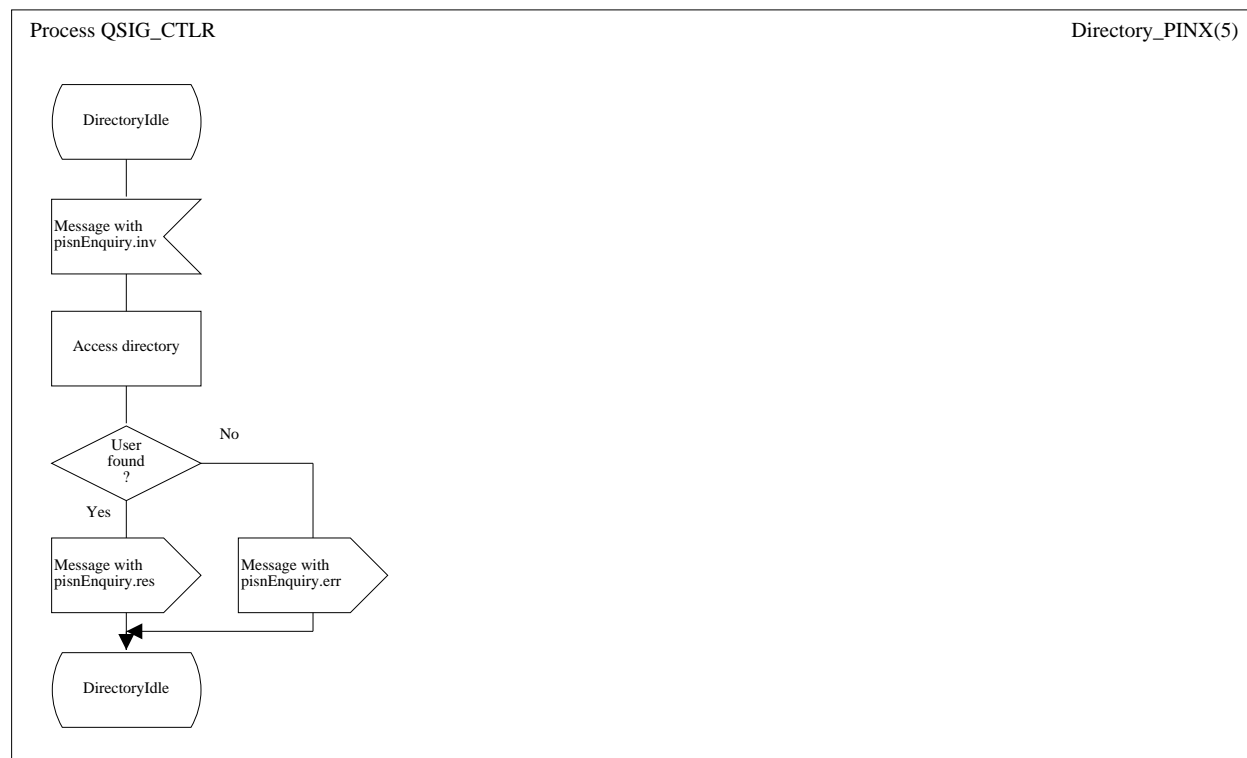 Process QSIG_CTLR
Directory_PINX(5)
DirectoryIdle
Message with
pisnEnquiry.inv
Access directory
User
found
?
No
Yes
Message with
pisnEnquiry.res
Message with
pisnEnquiry.err
DirectoryIdle